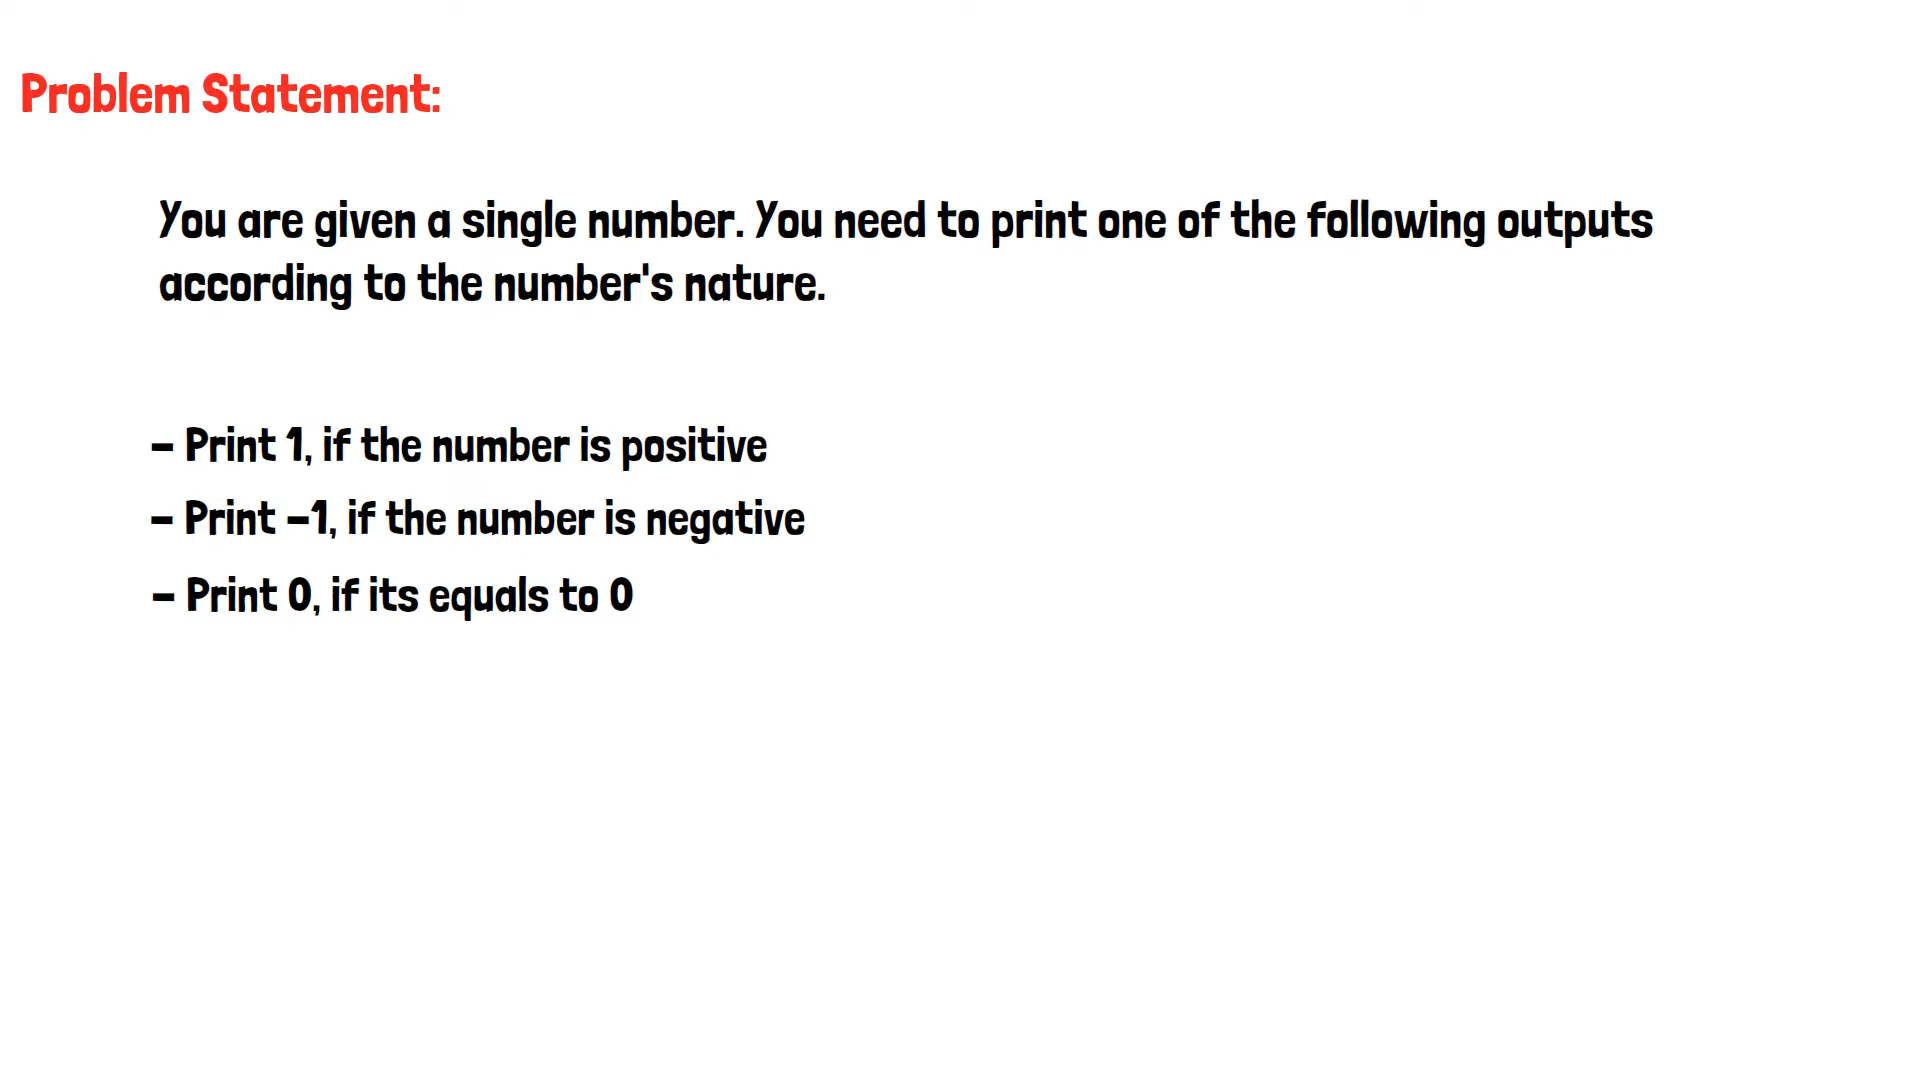 Problem Statement:
You are given a single number. You need to print one of the following outputs
according to the number's nature.
- Print 1, if the number is positive
- Print -1, if the number is negative
- Print 0, if its equals to 0